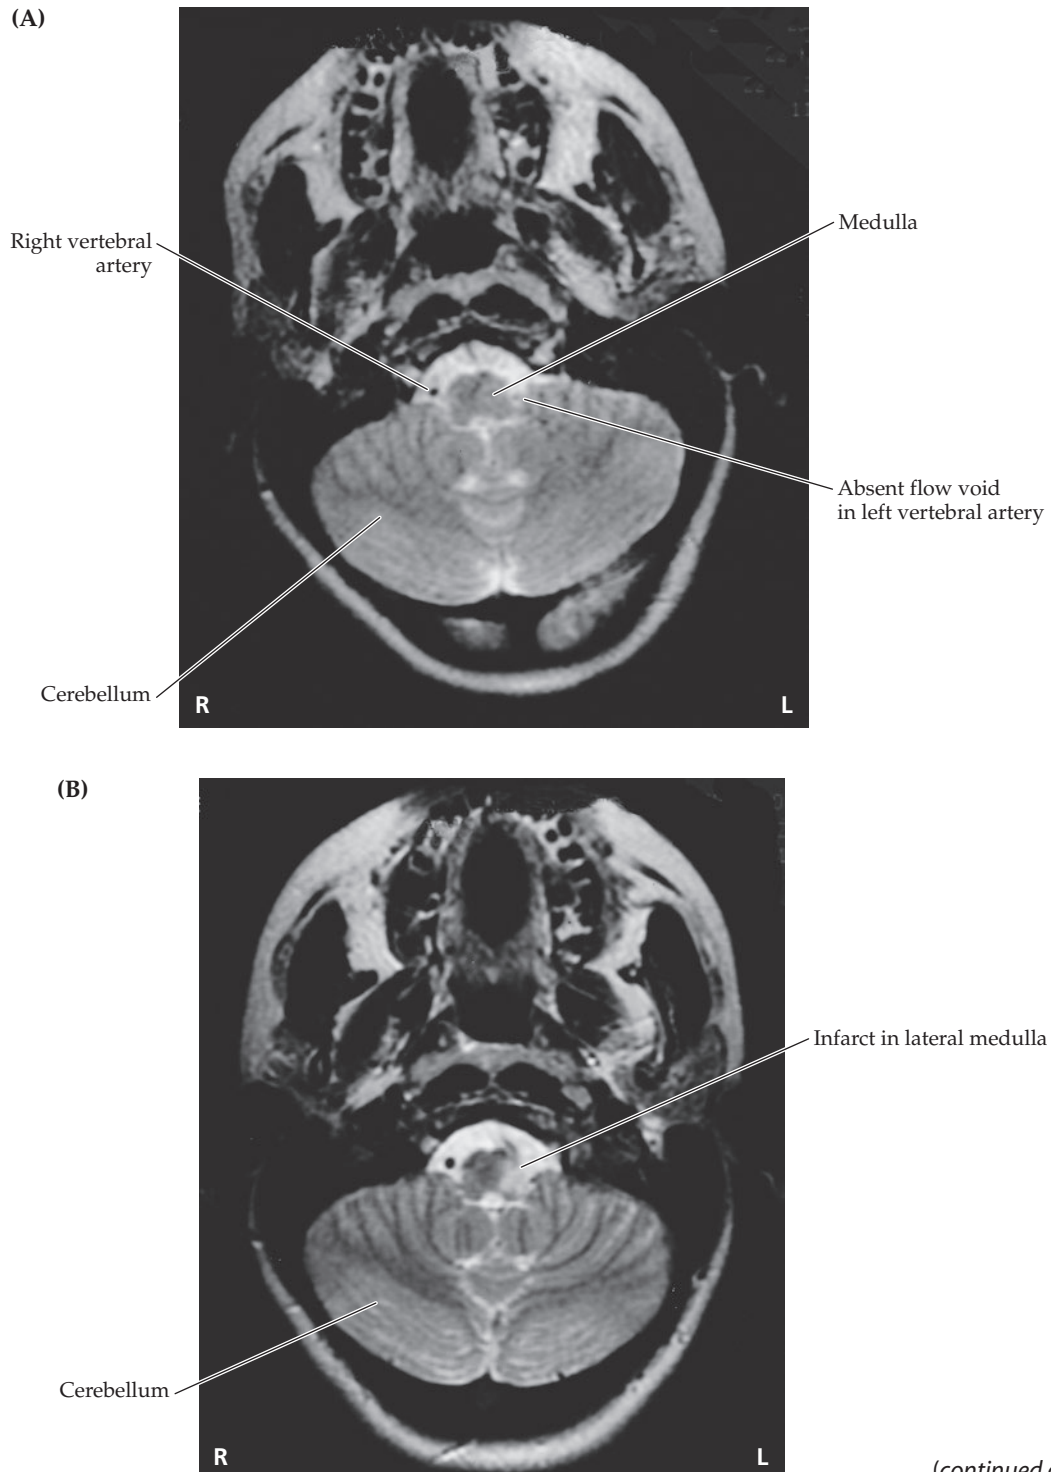 (A)
Right vertebral
artery
Medulla
Absent flow void
in left vertebral artery
Cerebellum
R
L
(B)
Infarct in lateral medulla
Cerebellum
R
L
(continued